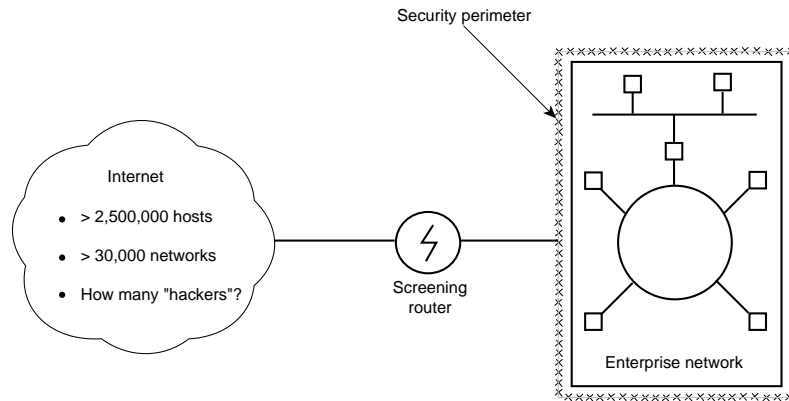 Security perimeter
Internet
• > 2,500,000 hosts
• > 30,000 networks
• How many "hackers"?
Screening
router
Enterprise network